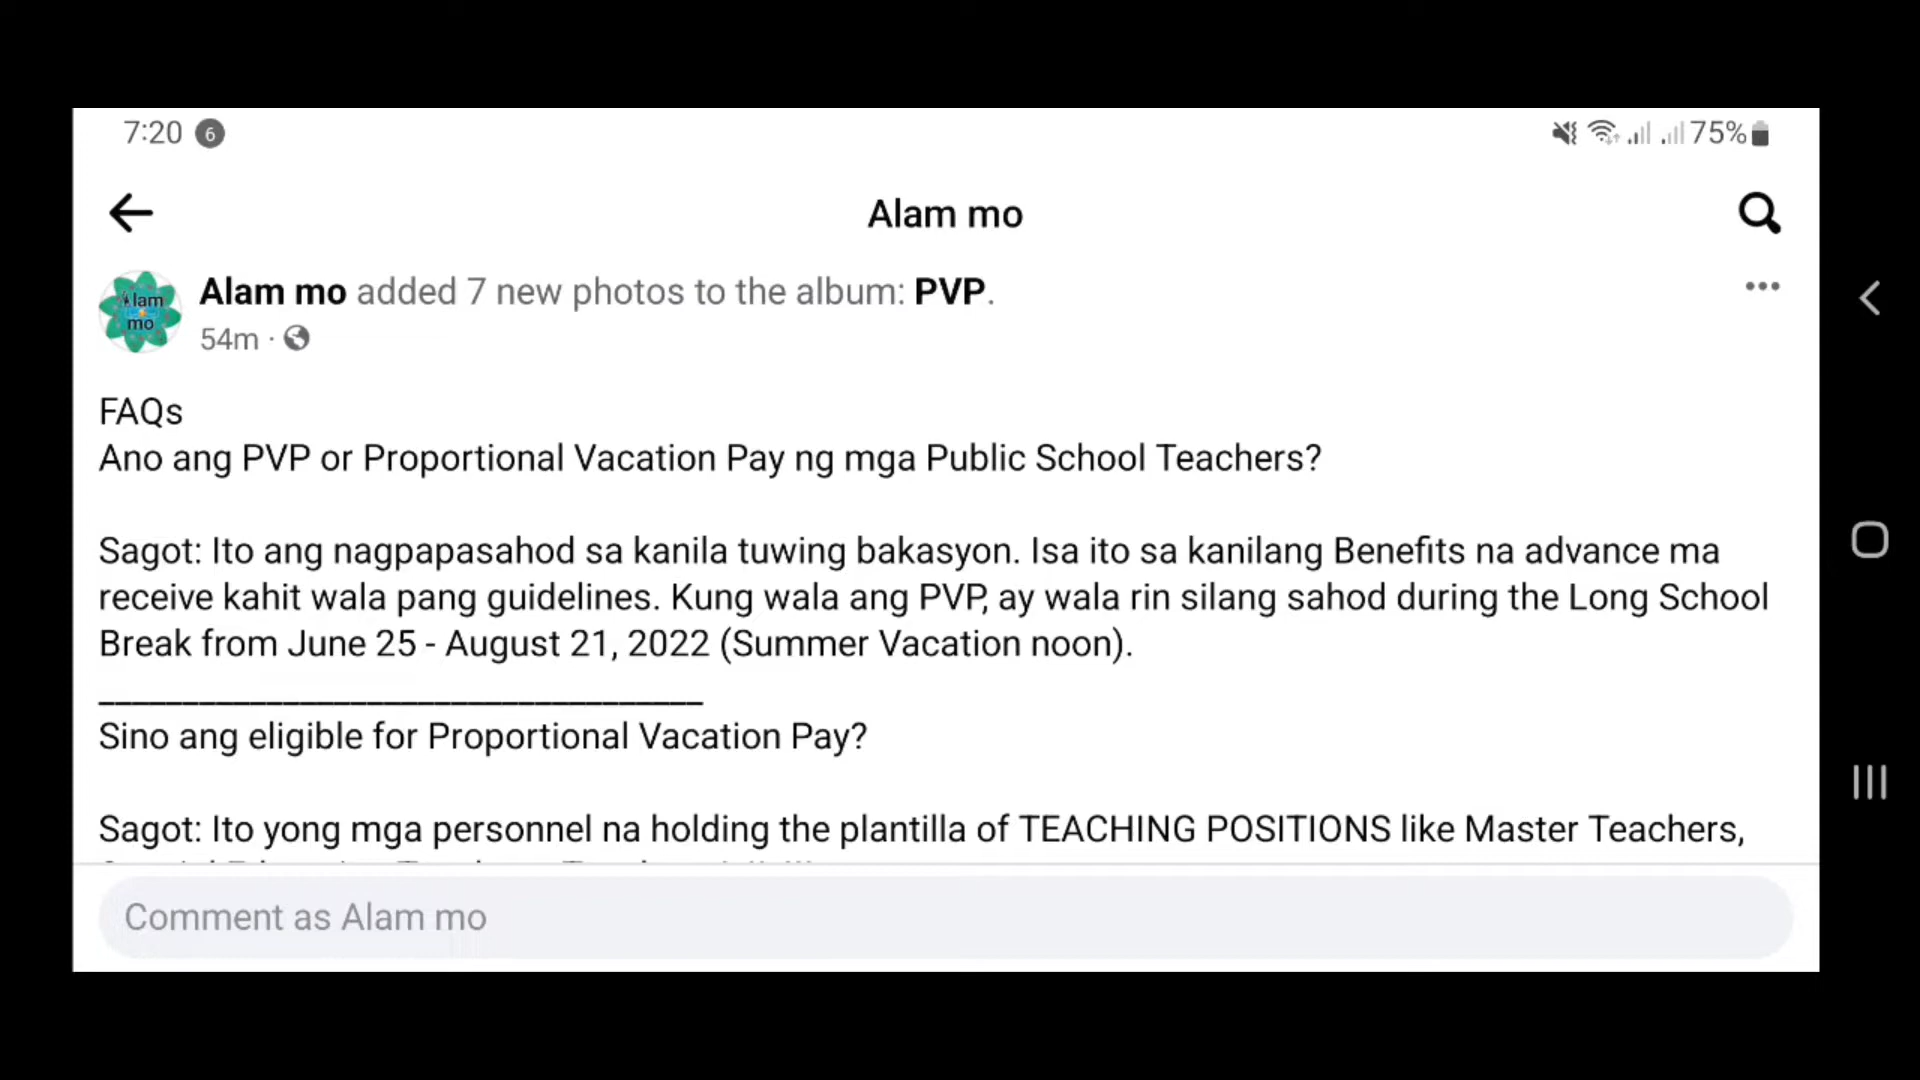 7:20 6 75%
Alam mo
Alam mo added 7 new photos to the album: PVP.
Alam mo
54m ·
FAQs
Ano ang PVP or Proportional Vacation Pay ng mga Public School Teachers?
Sagot: Ito ang nagpapasahod sa kanila tuwing bakasyon. Isa ito sa kanilang Benefits na advance ma
receive kahit wala pang guidelines. Kung wala ang PVP, ay wala rin silang sahod during the Long School
Break from June 25 - August 21, 2022 (Summer Vacation noon).
____________________________________
Sino ang eligible for Proportional Vacation Pay?
Sagot: Ito yong mga personnel na holding the plantilla of TEACHING POSITIONS like Master Teachers,
Comment as Alam mo